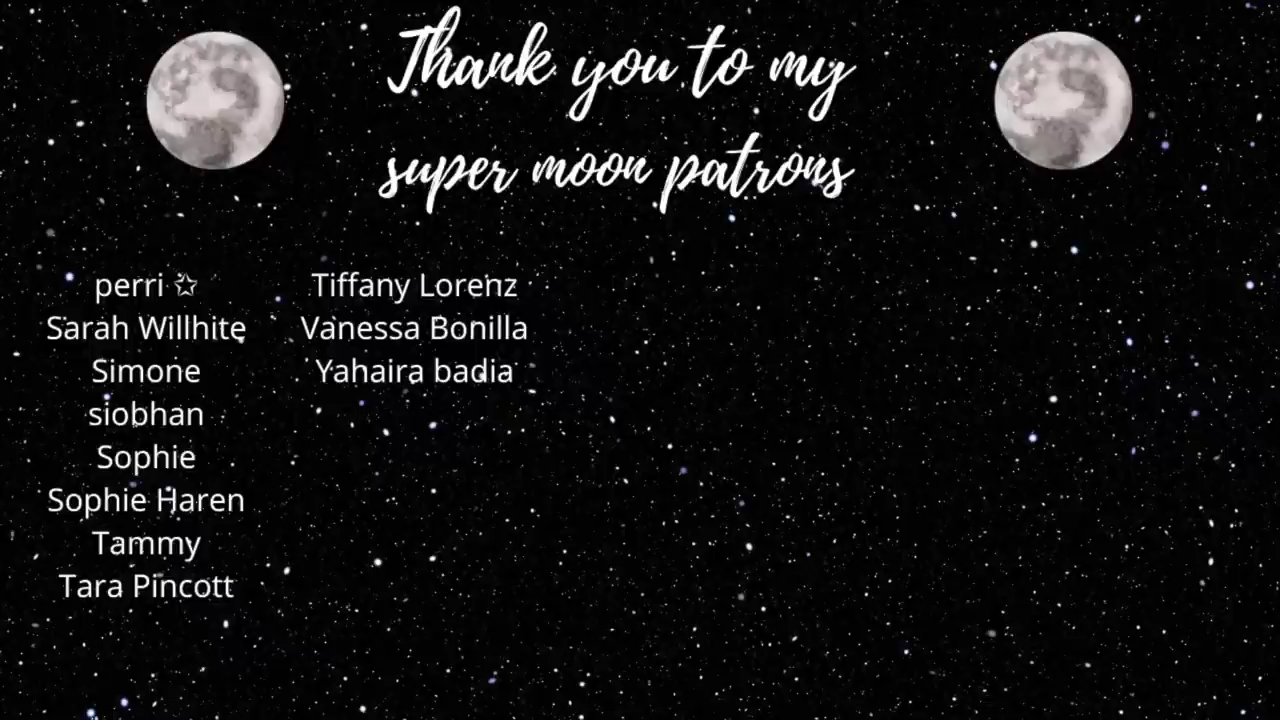 Thank you to my
super moon patrons
perri ✩
Sarah Willhite
Simone
siobhan
Sophie
Sophie Haren
Tammy
Tara Pincott
Tiffany Lorenz
Vanessa Bonilla
Yahaira badia